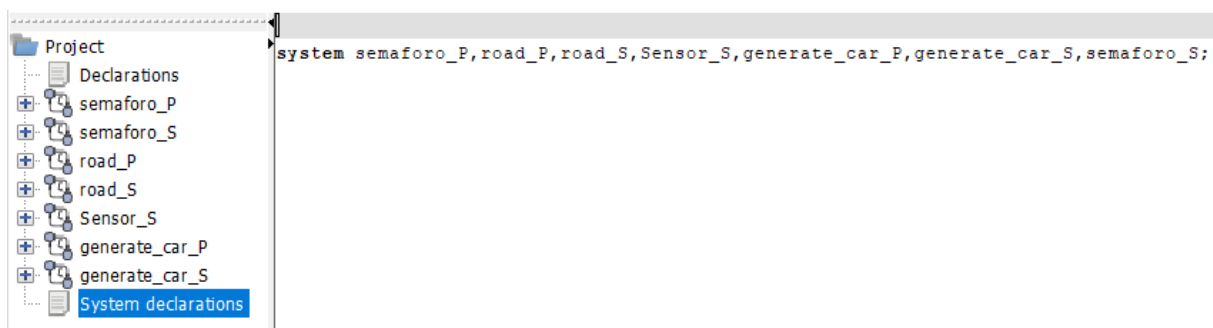 Project
Declarations
semaforo_P
semaforo_S
road_P
road_S
Sensor_S
generate_car_P
generate_car_S
System declarations
system semaforo_P,road_P,road_S,Sensor_S,generate_car_P,generate_car_S,semaforo_S;